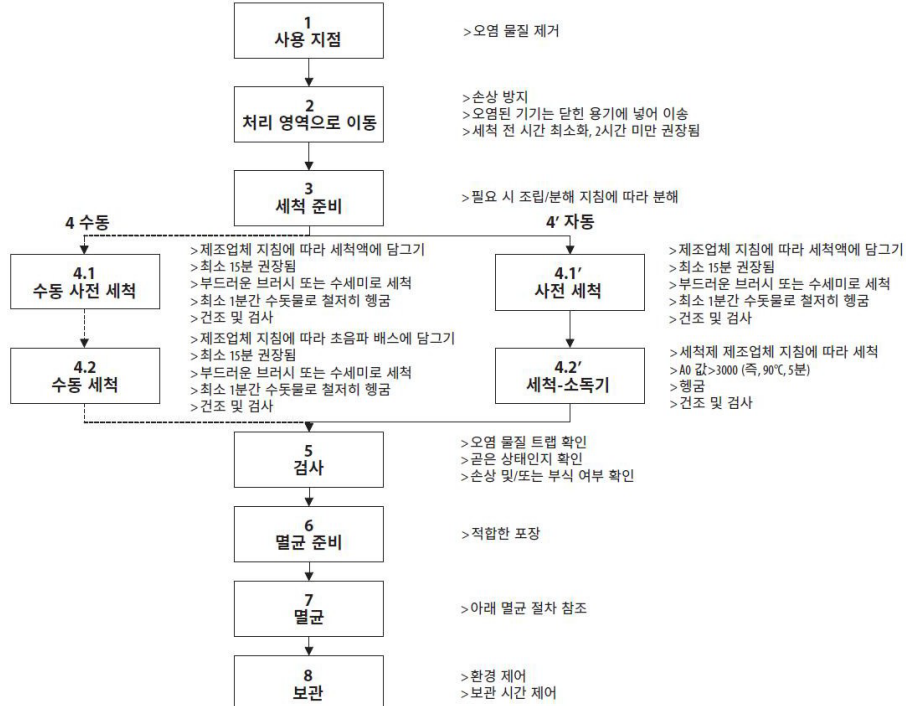 1
사용 지점
>오염 물질 제거
2
처리 영역으로 이동
>손상 방지
>오염된 기기는 닫힌 용기에 넣어 이송
>세척 전 시간 최소화, 2시간 미만 권장됨
3
세척 준비
>필요 시 조립/분해 지침에 따라 분해
4 수동
4.1
수동 사전 세척
>제조업체 지침에 따라 세척액에 담그기
>최소 15분 권장됨
>부드러운 브러시 또는 수세미로 세척
>최소 1분간 수돗물로 철저히 헹굼
>건조 및 검사
4.2
수동 세척
>제조업체 지침에 따라 초음파 배스에 담그기
>최소 15분 권장됨
>부드러운 브러시 또는 수세미로 세척
>최소 1분간 수돗물로 철저히 헹굼
>건조 및 검사
4' 자동
4.1'
사전 세척
>제조업체 지침에 따라 세척액에 담그기
>최소 15분 권장됨
>부드러운 브러시 또는 수세미로 세척
>최소 1분간 수돗물로 철저히 헹굼
>건조 및 검사
4.2'
세척-소독기
>세척제 제조업체 지침에 따라 세척
>A0 값>3000 (즉, 90℃, 5분)
>헹굼
>건조 및 검사
5
검사
>오염 물질 트랩 확인
>곧은 상태인지 확인
>손상 및/또는 부식 여부 확인
6
멸균 준비
>적합한 포장
7
멸균
>아래 멸균 절차 참조
8
보관
>환경 제어
>보관 시간 제어